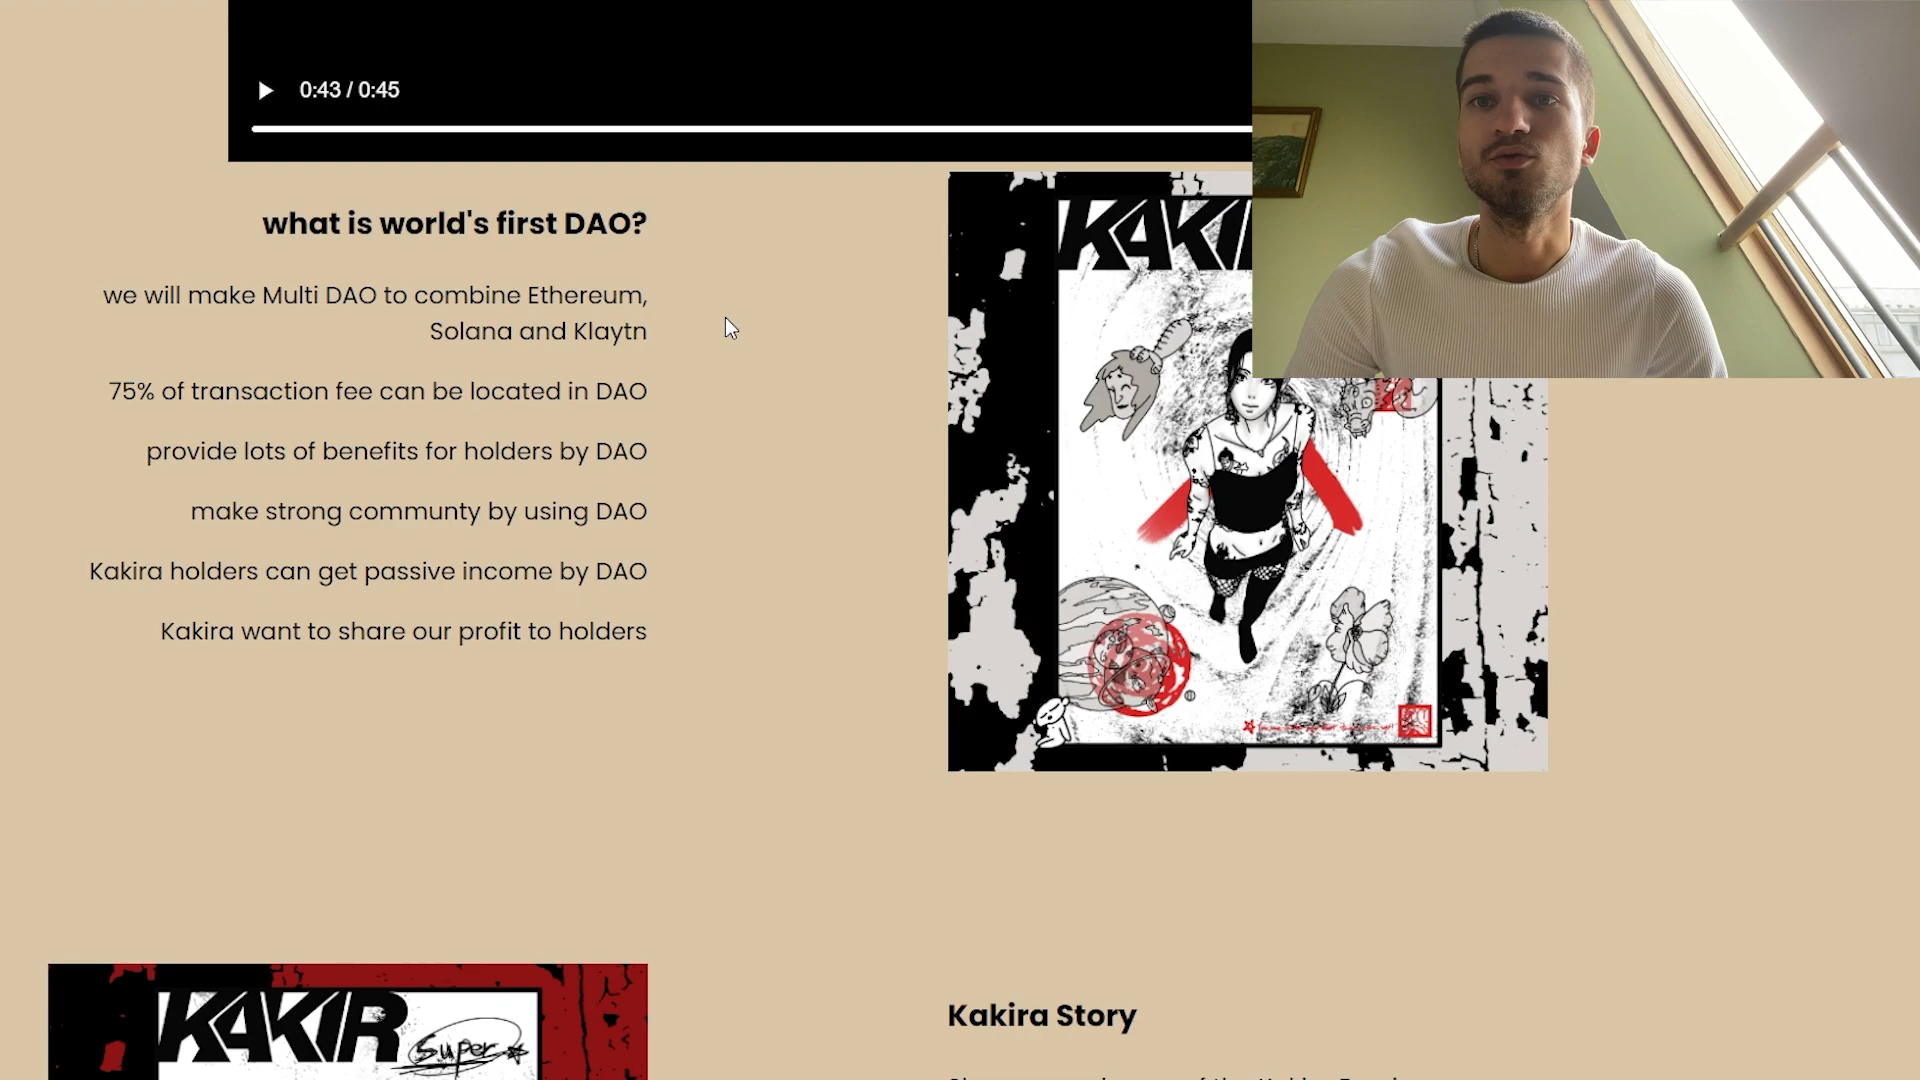 0:43 / 0:45
what is world's first DAO?
we will make Multi DAO to combine Ethereum,
Solana and Klaytn
75% of transaction fee can be located in DAO
provide lots of benefits for holders by DAO
make strong communty by using DAO
Kakira holders can get passive income by DAO
Kakira want to share our profit to holders
KAKIR
Super
Kakira Story